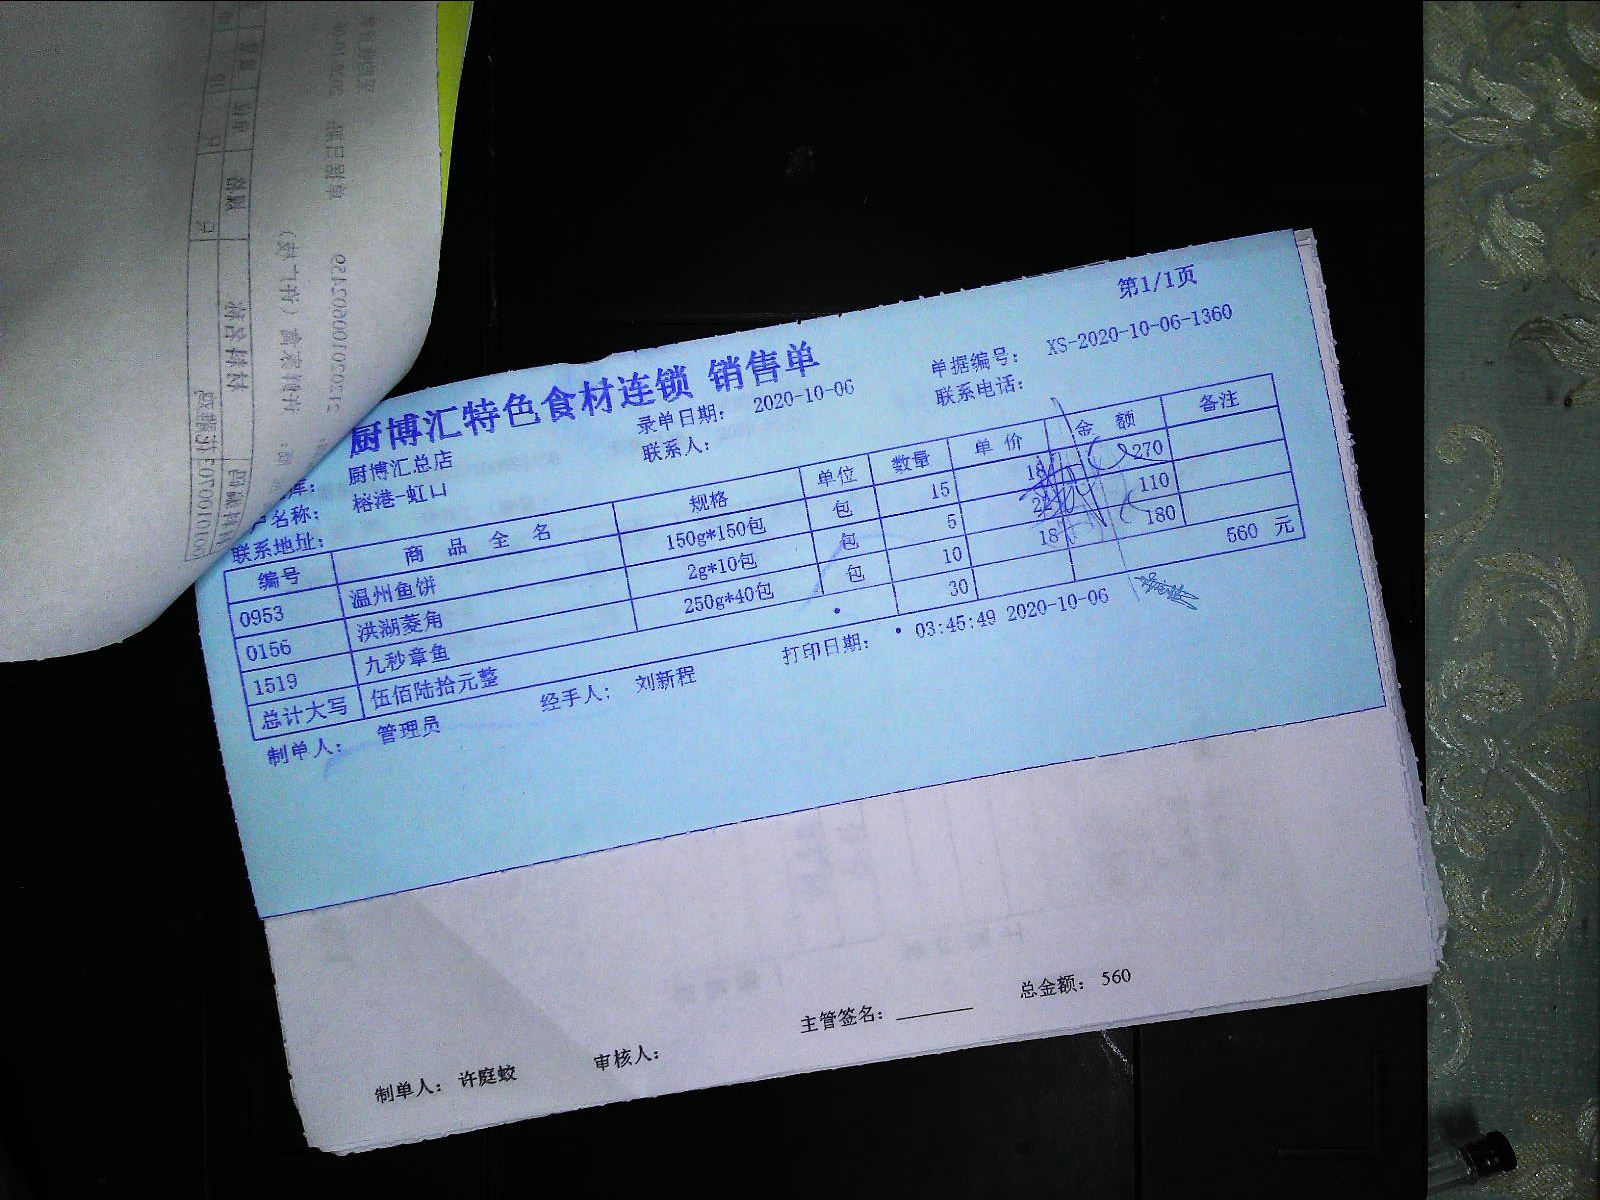 第1/1页
厨博汇特色食材连锁 销售单
单据编号： XS-2020-10-06-1360
录单日期： 2020-10-06
联系电话：
库： 厨博汇总店
联系人：
名称： 榕港-虹口
联系地址：
编号 商品全名 规格 单位 数量 单价 金额 备注
0953 温州鱼饼 150g*150包 包 15 18 270
0156 洪湖菱角 2g*10包 包 5 22 110
1519 九秒章鱼 250g*40包 包 10 18 180
总计大写 伍佰陆拾元整 30 560 元
制单人： 管理员 经手人： 刘新程 打印日期： 03:45:49 2020-10-06
制单人： 许庭蛟 审核人： 主管签名： 总金额： 560